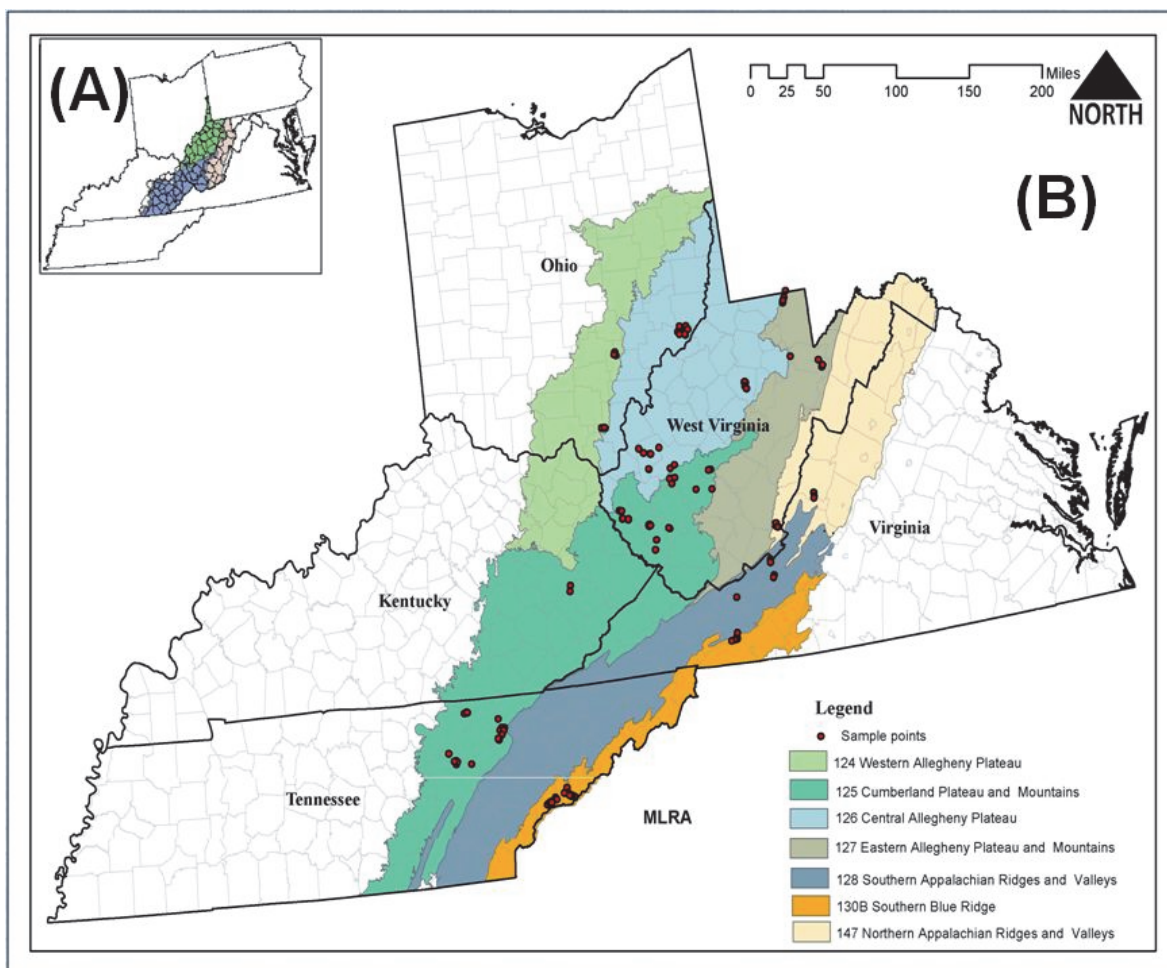 (A)
Miles
0 25 50 100 150 200
NORTH
(B)
Ohio
West Virginia
Virginia
Kentucky
Tennessee
MLRA
Legend
Sample points
124 Western Allegheny Plateau
125 Cumberland Plateau and Mountains
126 Central Allegheny Plateau
127 Eastern Allegheny Plateau and Mountains
128 Southern Appalachian Ridges and Valleys
130B Southern Blue Ridge
147 Northern Appalachian Ridges and Valleys